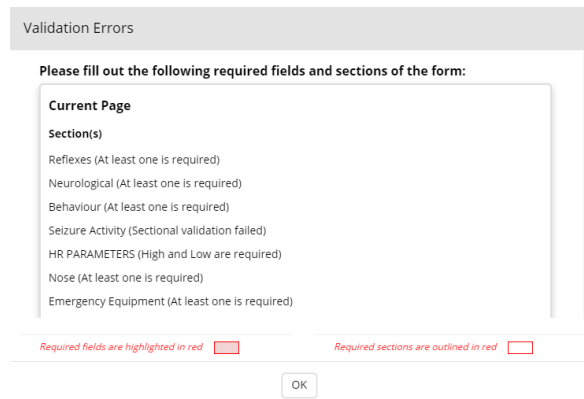 Validation Errors
Please fill out the following required fields and sections of the form:
Current Page
Section(s)
Reflexes (At least one is required)
Neurological (At least one is required)
Behaviour (At least one is required)
Seizure Activity (Sectional validation failed)
HR PARAMETERS (High and Low are required)
Nose (At least one is required)
Emergency Equipment (At least one is required)
Required fields are highlighted in red
Required sections are outlined in red
OK